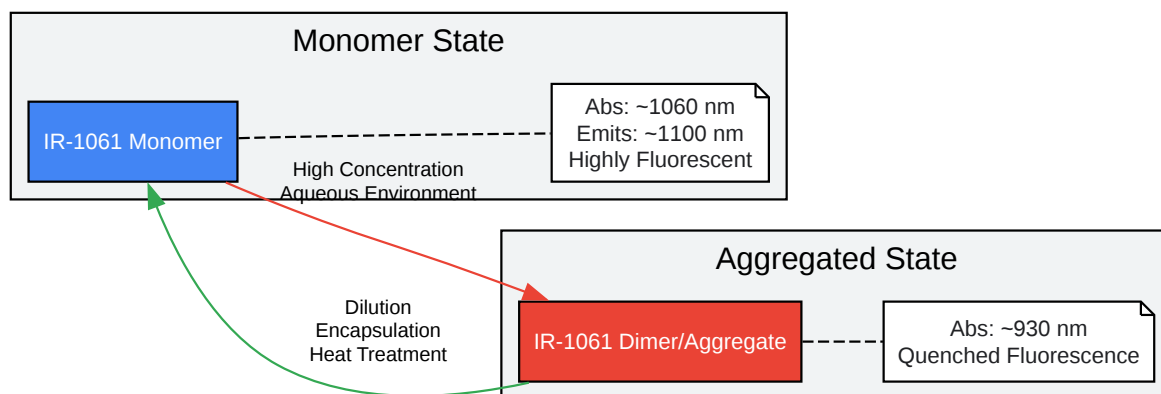 Monomer State
IR-1061 Monomer
Abs: ~1060 nm
Emits: ~1100 nm
Highly Fluorescent
High Concentration
Aqueous Environment
Aggregated State
Dilution
Encapsulation
Heat Treatment
IR-1061 Dimer/Aggregate
Abs: ~930 nm
Quenched Fluorescence